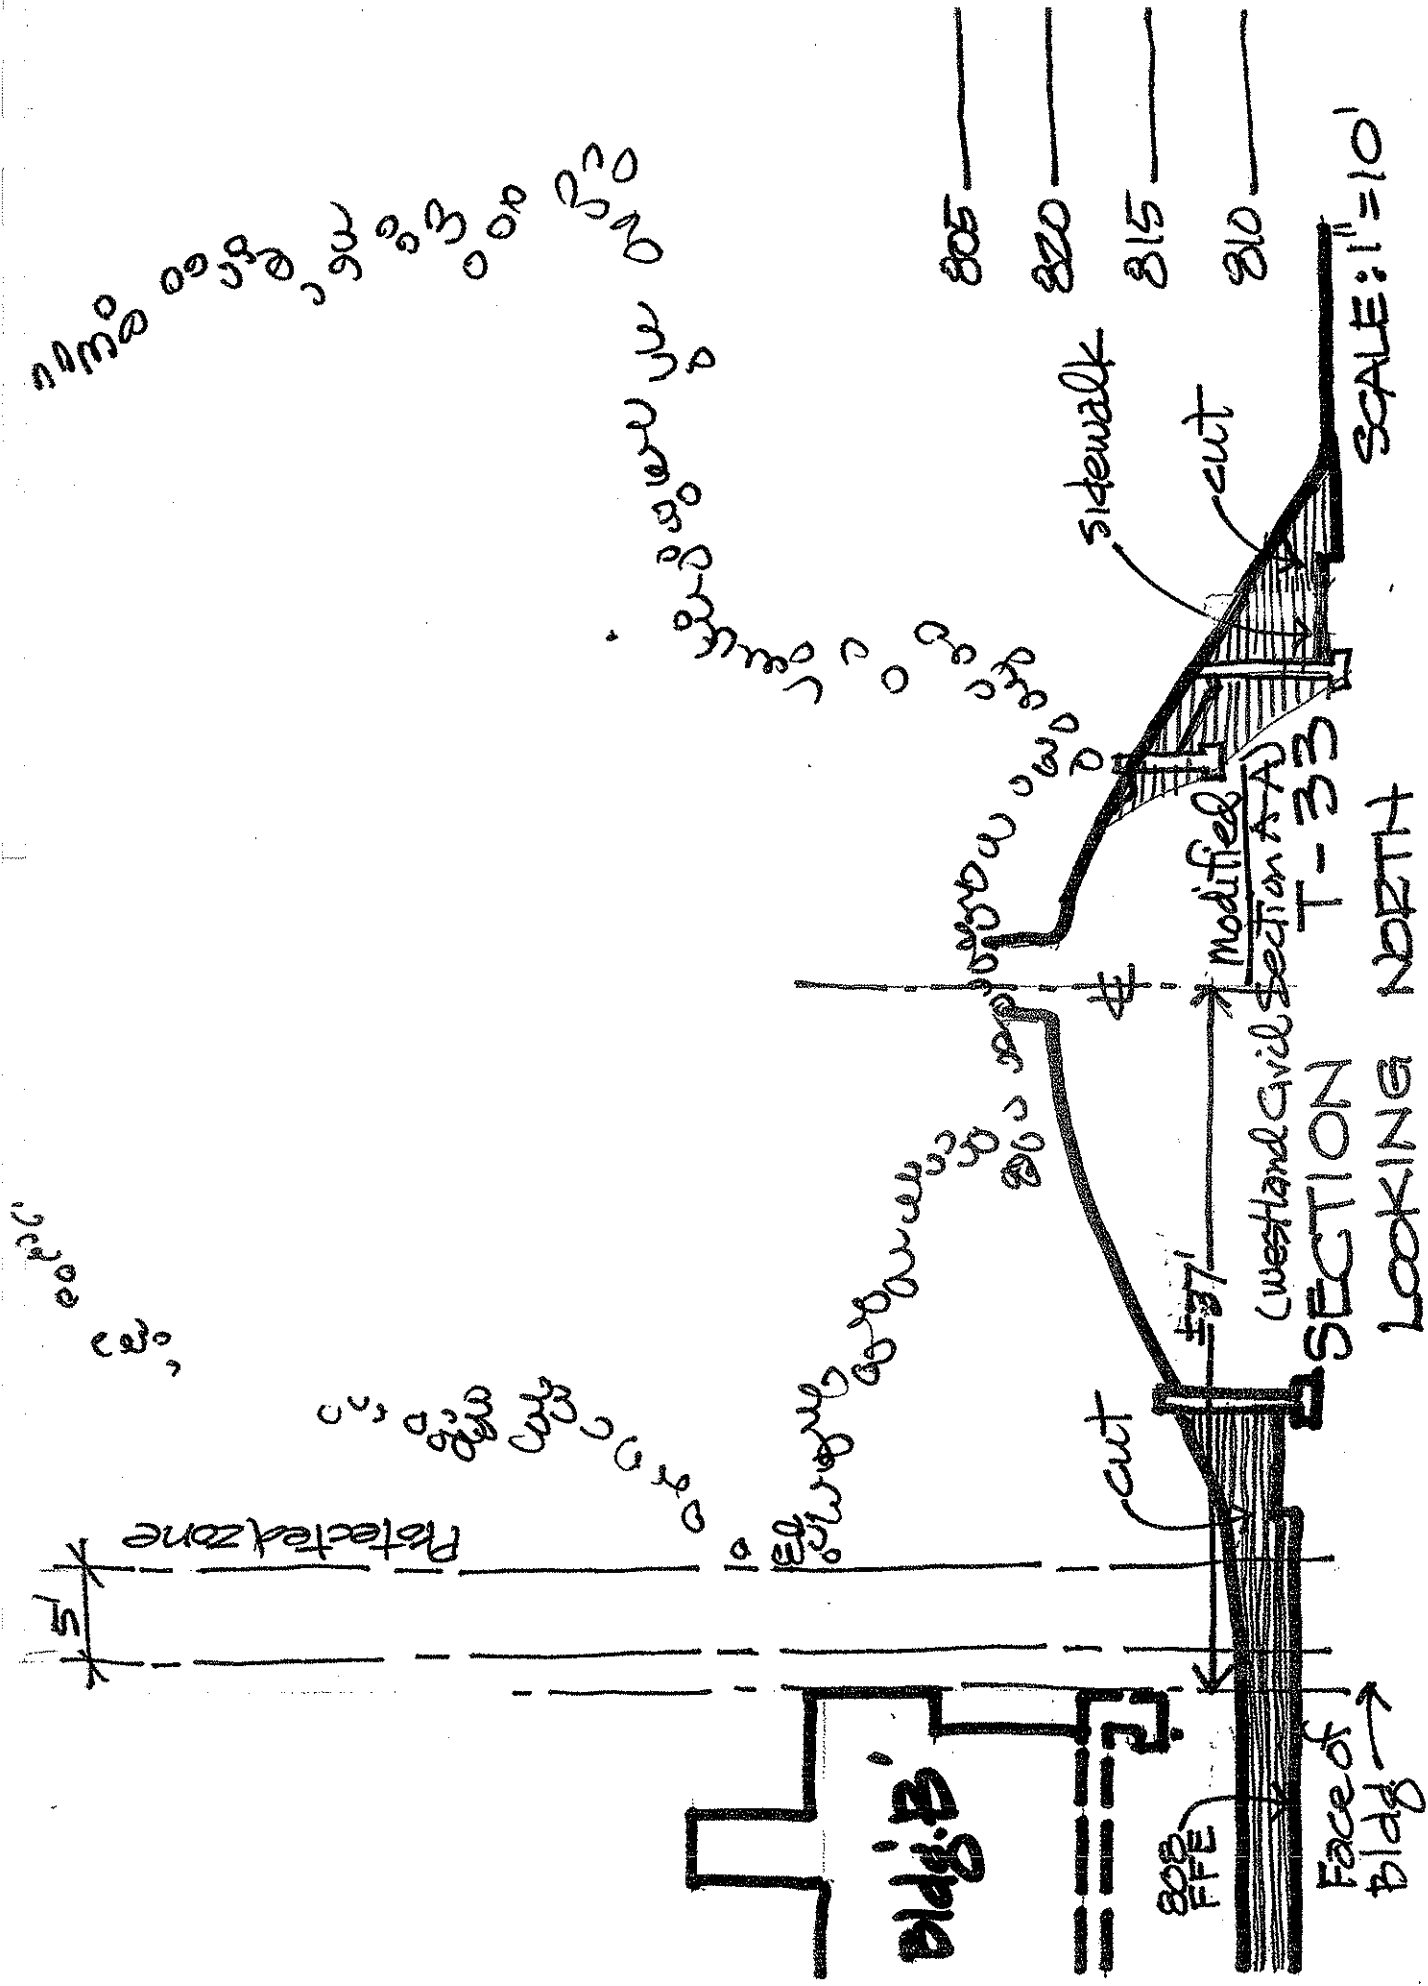 805
820
815
810
sidewalk
cut
5'
Protected zone
Bldg. 'E'
cut
±37'
808
FFE
Face of
Bldg.
Modified
(Westland Civil Section A A)
SECTION T-33
LOOKING NORTH
SCALE: 1"=10'